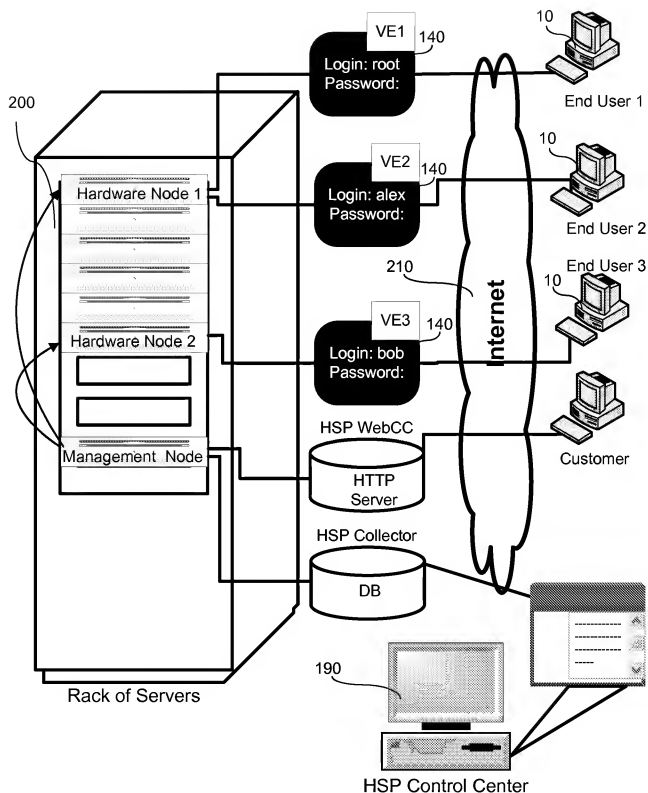 VE1
140
Login: root
Password:
10
End User 1
200
Hardware Node 1
VE2
140
Login: alex
Password:
10
End User 2
210
Internet
End User 3
10
Hardware Node 2
VE3
140
Login: bob
Password:
HSP WebCC
HTTP
Server
Customer
Management Node
HSP Collector
DB
190
Rack of Servers
HSP Control Center